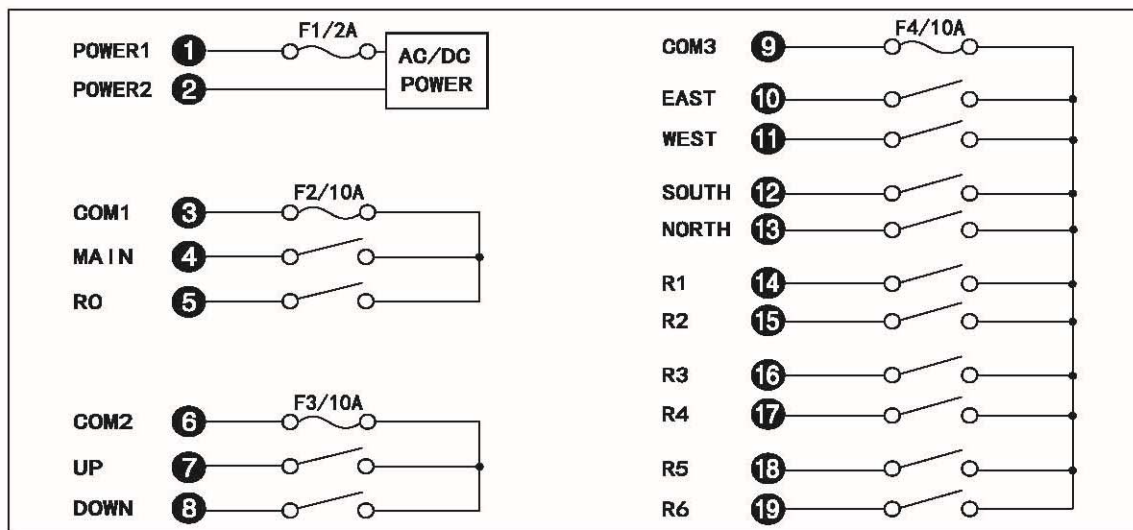 F1/2A
POWER1 1
AC/DC
POWER
POWER2 2
F2/10A
COM1 3
MAIN 4
RO 5
F3/10A
COM2 6
UP 7
DOWN 8
F4/10A
COM3 9
EAST 10
WEST 11
SOUTH 12
NORTH 13
R1 14
R2 15
R3 16
R4 17
R5 18
R6 19